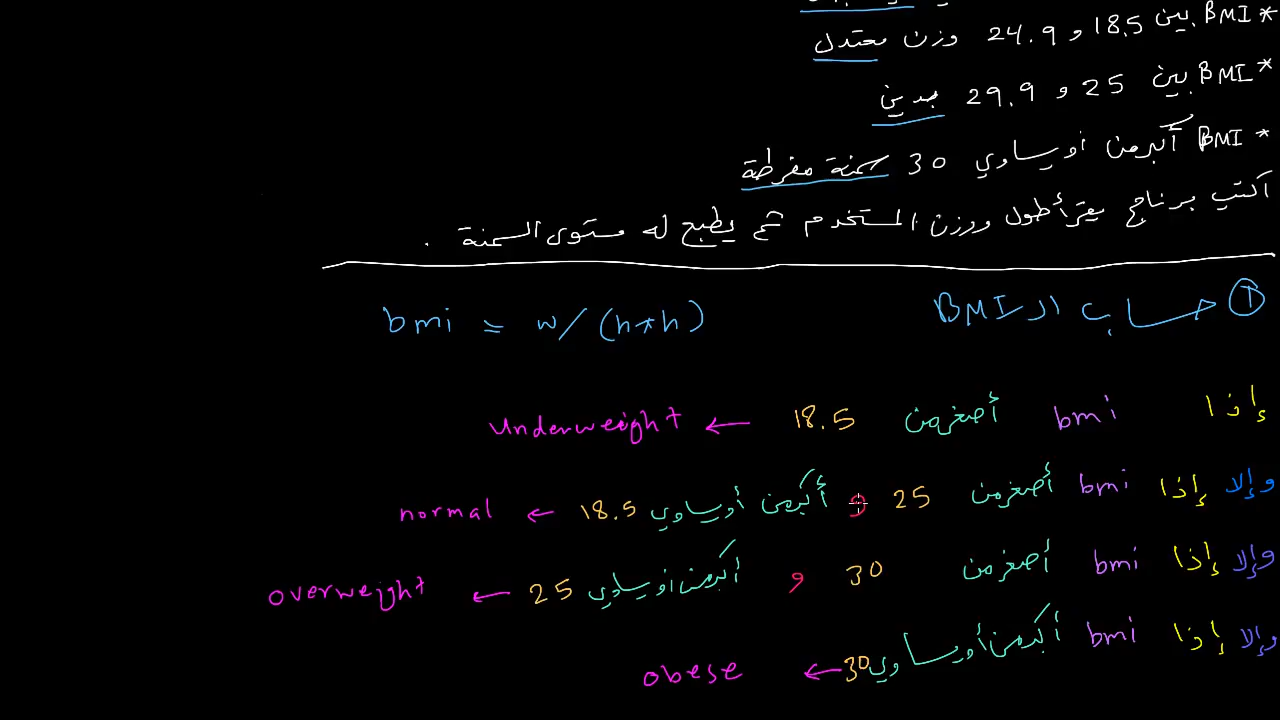 * BMI بين 18.5 و 24.9 وزن معتدل
* BMI بين 25 و 29.9 بدين
* BMI أكبر من أو يساوي 30 سمنة مفرطة
اكتب برنامج يقرأ طول ووزن المستخدم ثم يطبع له مستوى السمنة .
① حساب الـ BMI bmi = w/(h*h)
إذا bmi أصغر من 18.5 ← Underweight
وإلا إذا bmi أصغر من 25 و أكبر من أو يساوي 18.5 ← normal
وإلا إذا bmi أصغر من 30 و أكبر من أو يساوي 25 ← overweight
وإلا إذا bmi أكبر من أو يساوي 30 ← obese